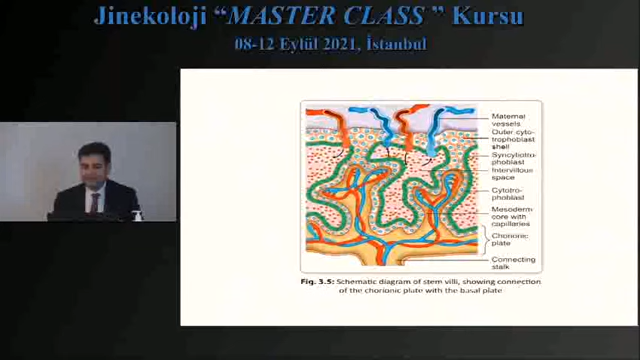 Jinekoloji “MASTER CLASS ” Kursu
08-12 Eylül 2021, İstanbul
Maternal
vessels
Outer cyto-
trophoblast
shell
Syncytiotro-
phoblast
Intervillous
space
Cytotro-
phoblast
Mesoderm
core with
capillaries
Chorionic
plate
Connecting
stalk
Fig. 3.5: Schematic diagram of stem villi, showing connection
of the chorionic plate with the basal plate